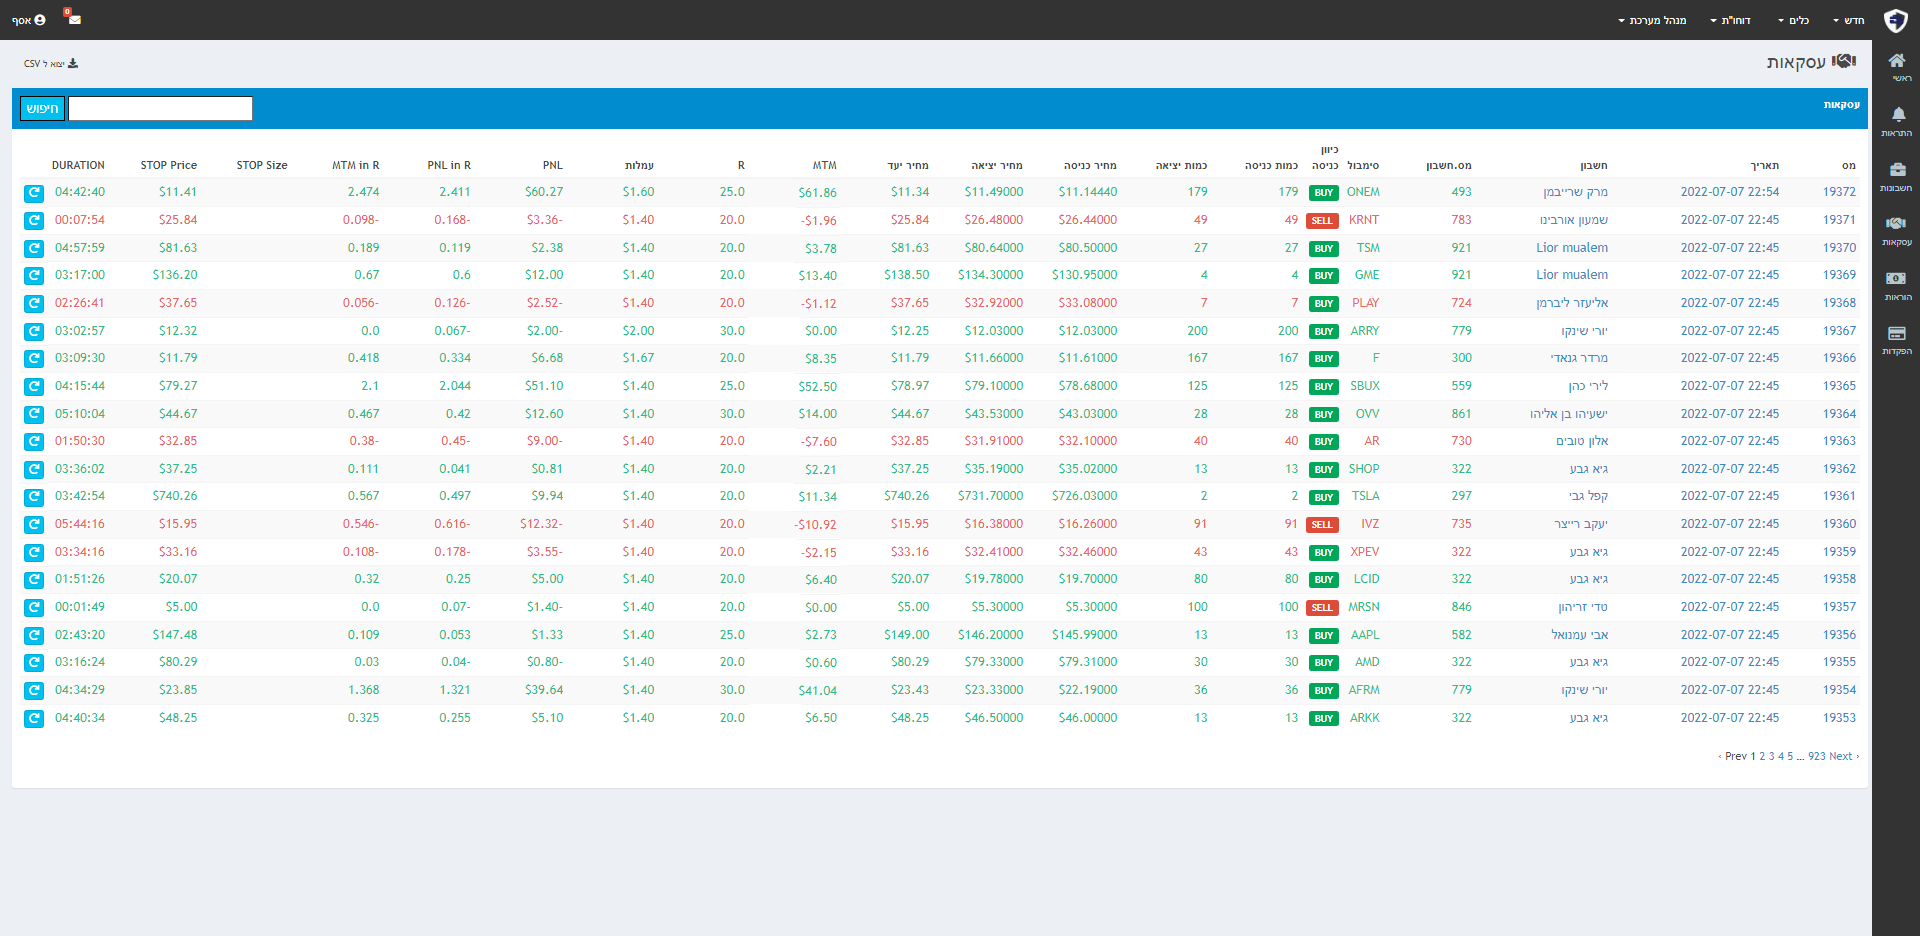 חדש כלים דוחו"ת מנהל מערכת 0 אסף
עסקאות יצוא ל CSV
ראשי
התראות
חשבונות
עסקאות
הוראות
הפקדות
עסקאות חיפוש
מס תאריך חשבון מס.חשבון סימבול כיוון כניסה כמות כניסה כמות יציאה מחיר כניסה מחיר יציאה מחיר יעד MTM R עמלות PNL PNL in R MTM in R STOP Size STOP Price DURATION
19372 2022-07-07 22:54 מרק שרייבמן 493 ONEM BUY 179 179 $11.14440 $11.49000 $11.34 $61.86 25.0 $1.60 $60.27 2.411 2.474 $11.41 04:42:40
19371 2022-07-07 22:45 שמעון אורבינו 783 KRNT SELL 49 49 $26.44000 $26.48000 $25.84 -$1.96 20.0 $1.40 $3.36- 0.168- 0.098- $25.84 00:07:54
19370 2022-07-07 22:45 Lior mualem 921 TSM BUY 27 27 $80.50000 $80.64000 $81.63 $3.78 20.0 $1.40 $2.38 0.119 0.189 $81.63 04:57:59
19369 2022-07-07 22:45 Lior mualem 921 GME BUY 4 4 $130.95000 $134.30000 $138.50 $13.40 20.0 $1.40 $12.00 0.6 0.67 $136.20 03:17:00
19368 2022-07-07 22:45 אליעזר ליברמן 724 PLAY BUY 7 7 $33.08000 $32.92000 $37.65 -$1.12 20.0 $1.40 $2.52- 0.126- 0.056- $37.65 02:26:41
19367 2022-07-07 22:45 יורי שינקו 779 ARRY BUY 200 200 $12.03000 $12.03000 $12.25 $0.00 30.0 $2.00 $2.00- 0.067- 0.0 $12.32 03:02:57
19366 2022-07-07 22:45 מרדר גנאדי 300 F BUY 167 167 $11.61000 $11.66000 $11.79 $8.35 20.0 $1.67 $6.68 0.334 0.418 $11.79 03:09:30
19365 2022-07-07 22:45 לירי כהן 559 SBUX BUY 125 125 $78.68000 $79.10000 $78.97 $52.50 25.0 $1.40 $51.10 2.044 2.1 $79.27 04:15:44
19364 2022-07-07 22:45 ישעיהו בן אליהו 861 OVV BUY 28 28 $43.03000 $43.53000 $44.67 $14.00 30.0 $1.40 $12.60 0.42 0.467 $44.67 05:10:04
19363 2022-07-07 22:45 אלון טובים 730 AR BUY 40 40 $32.10000 $31.91000 $32.85 -$7.60 20.0 $1.40 $9.00- 0.45- 0.38- $32.85 01:50:30
19362 2022-07-07 22:45 גיא גבע 322 SHOP BUY 13 13 $35.02000 $35.19000 $37.25 $2.21 20.0 $1.40 $0.81 0.041 0.111 $37.25 03:36:02
19361 2022-07-07 22:45 קפל גבי 297 TSLA BUY 2 2 $726.03000 $731.70000 $740.26 $11.34 20.0 $1.40 $9.94 0.497 0.567 $740.26 03:42:54
19360 2022-07-07 22:45 יעקב רייצר 735 IVZ SELL 91 91 $16.26000 $16.38000 $15.95 -$10.92 20.0 $1.40 $12.32- 0.616- 0.546- $15.95 05:44:16
19359 2022-07-07 22:45 גיא גבע 322 XPEV BUY 43 43 $32.46000 $32.41000 $33.16 -$2.15 20.0 $1.40 $3.55- 0.178- 0.108- $33.16 03:34:16
19358 2022-07-07 22:45 גיא גבע 322 LCID BUY 80 80 $19.70000 $19.78000 $20.07 $6.40 20.0 $1.40 $5.00 0.25 0.32 $20.07 01:51:26
19357 2022-07-07 22:45 טדי זריהון 846 MRSN SELL 100 100 $5.30000 $5.30000 $5.00 $0.00 20.0 $1.40 $1.40- 0.07- 0.0 $5.00 00:01:49
19356 2022-07-07 22:45 אבי עמנואל 582 AAPL BUY 13 13 $145.99000 $146.20000 $149.00 $2.73 25.0 $1.40 $1.33 0.053 0.109 $147.48 02:43:20
19355 2022-07-07 22:45 גיא גבע 322 AMD BUY 30 30 $79.31000 $79.33000 $80.29 $0.60 20.0 $1.40 $0.80- 0.04- 0.03 $80.29 03:16:24
19354 2022-07-07 22:45 יורי שינקו 779 AFRM BUY 36 36 $22.19000 $23.33000 $23.43 $41.04 30.0 $1.40 $39.64 1.321 1.368 $23.85 04:34:29
19353 2022-07-07 22:45 גיא גבע 322 ARKK BUY 13 13 $46.00000 $46.50000 $48.25 $6.50 20.0 $1.40 $5.10 0.255 0.325 $48.25 04:40:34
‹ Prev 1 2 3 4 5 … 923 Next ›